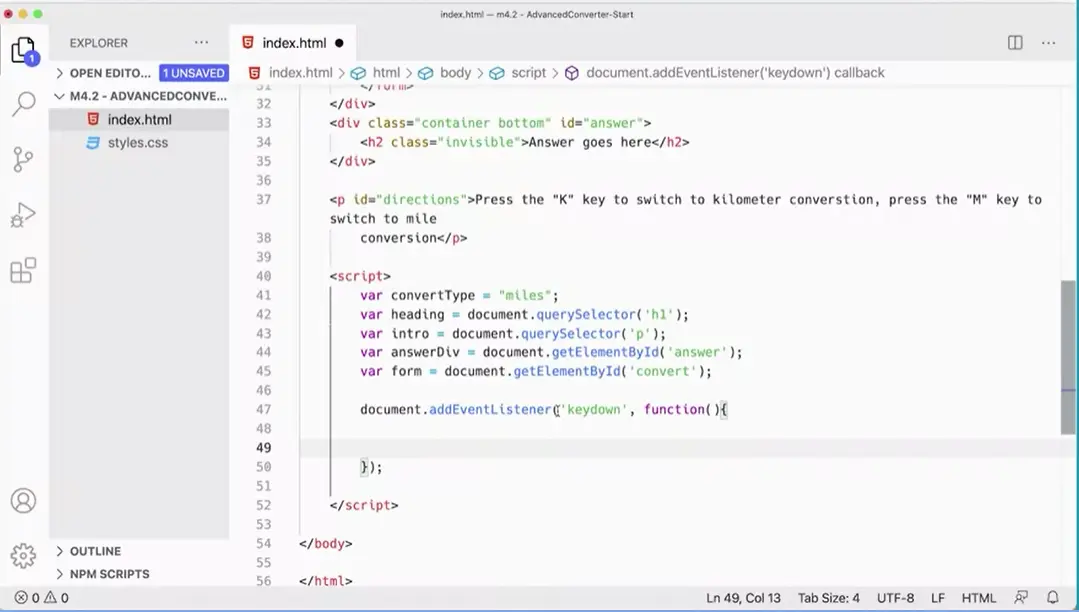 index.html — m4.2 - AdvancedConverter-Start
EXPLORER
index.html
OPEN EDITO... 1 UNSAVED
index.html > html > body > script > document.addEventListener('keydown') callback
M4.2 - ADVANCEDCONVE...
index.html
styles.css
1
31 </form>
32 </div>
33 <div class="container bottom" id="answer">
34 <h2 class="invisible">Answer goes here</h2>
35 </div>
36
37 <p id="directions">Press the "K" key to switch to kilometer converstion, press the "M" key to
switch to mile
38 conversion</p>
39
40 <script>
41 var convertType = "miles";
42 var heading = document.querySelector('h1');
43 var intro = document.querySelector('p');
44 var answerDiv = document.getElementById('answer');
45 var form = document.getElementById('convert');
46
47 document.addEventListener('keydown', function(){
48
49
50 });
51
52 </script>
53
54 </body>
55
56 </html>
OUTLINE
NPM SCRIPTS
0 0 Ln 49, Col 13 Tab Size: 4 UTF-8 LF HTML